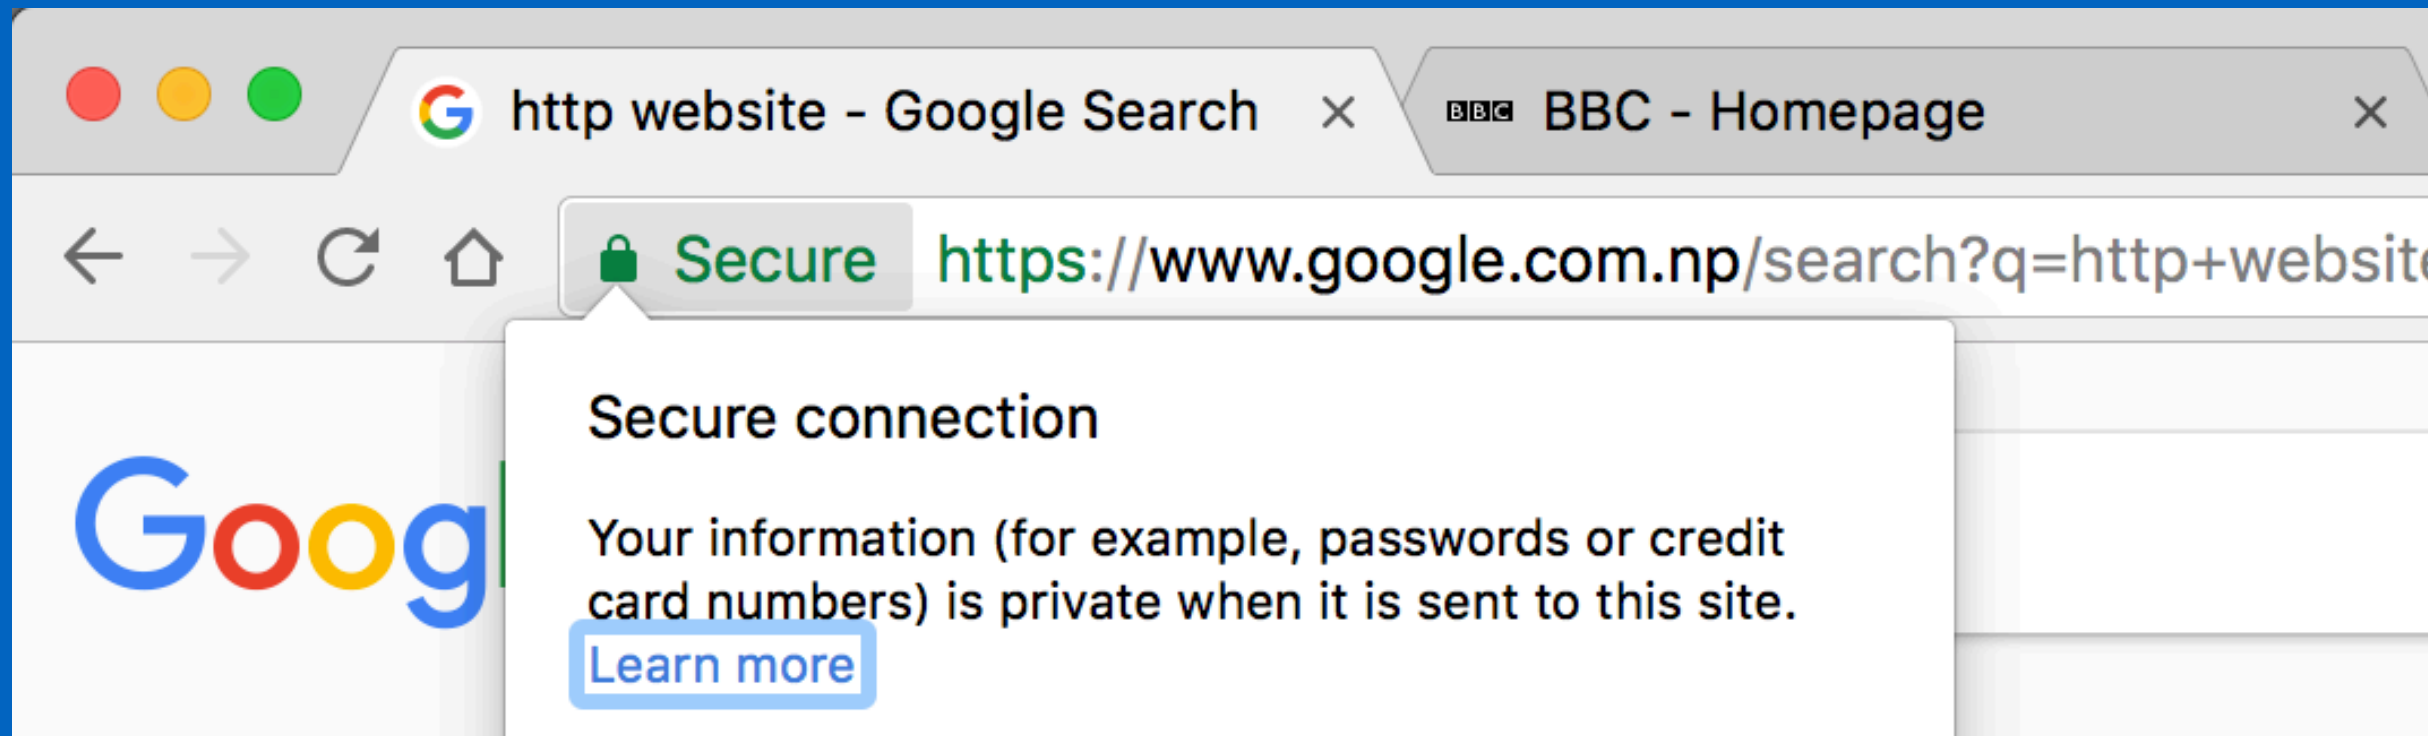 http website - Google Search
BBC BBC - Homepage
Secure https://www.google.com.np/search?q=http+website
Secure connection
Goog
Your information (for example, passwords or credit
card numbers) is private when it is sent to this site.
Learn more